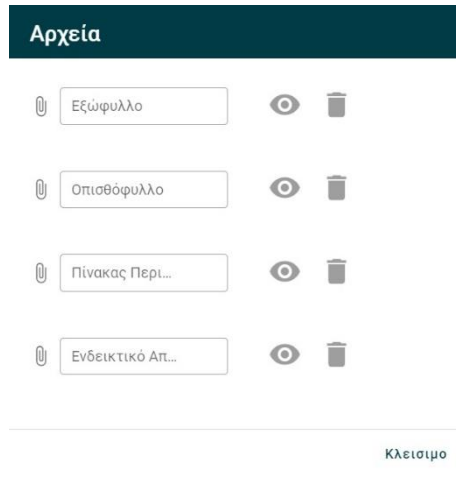 Αρχεία
Εξώφυλλο
Οπισθόφυλλο
Πίνακας Περι...
Ενδεικτικό Απ...
Κλεισιμο